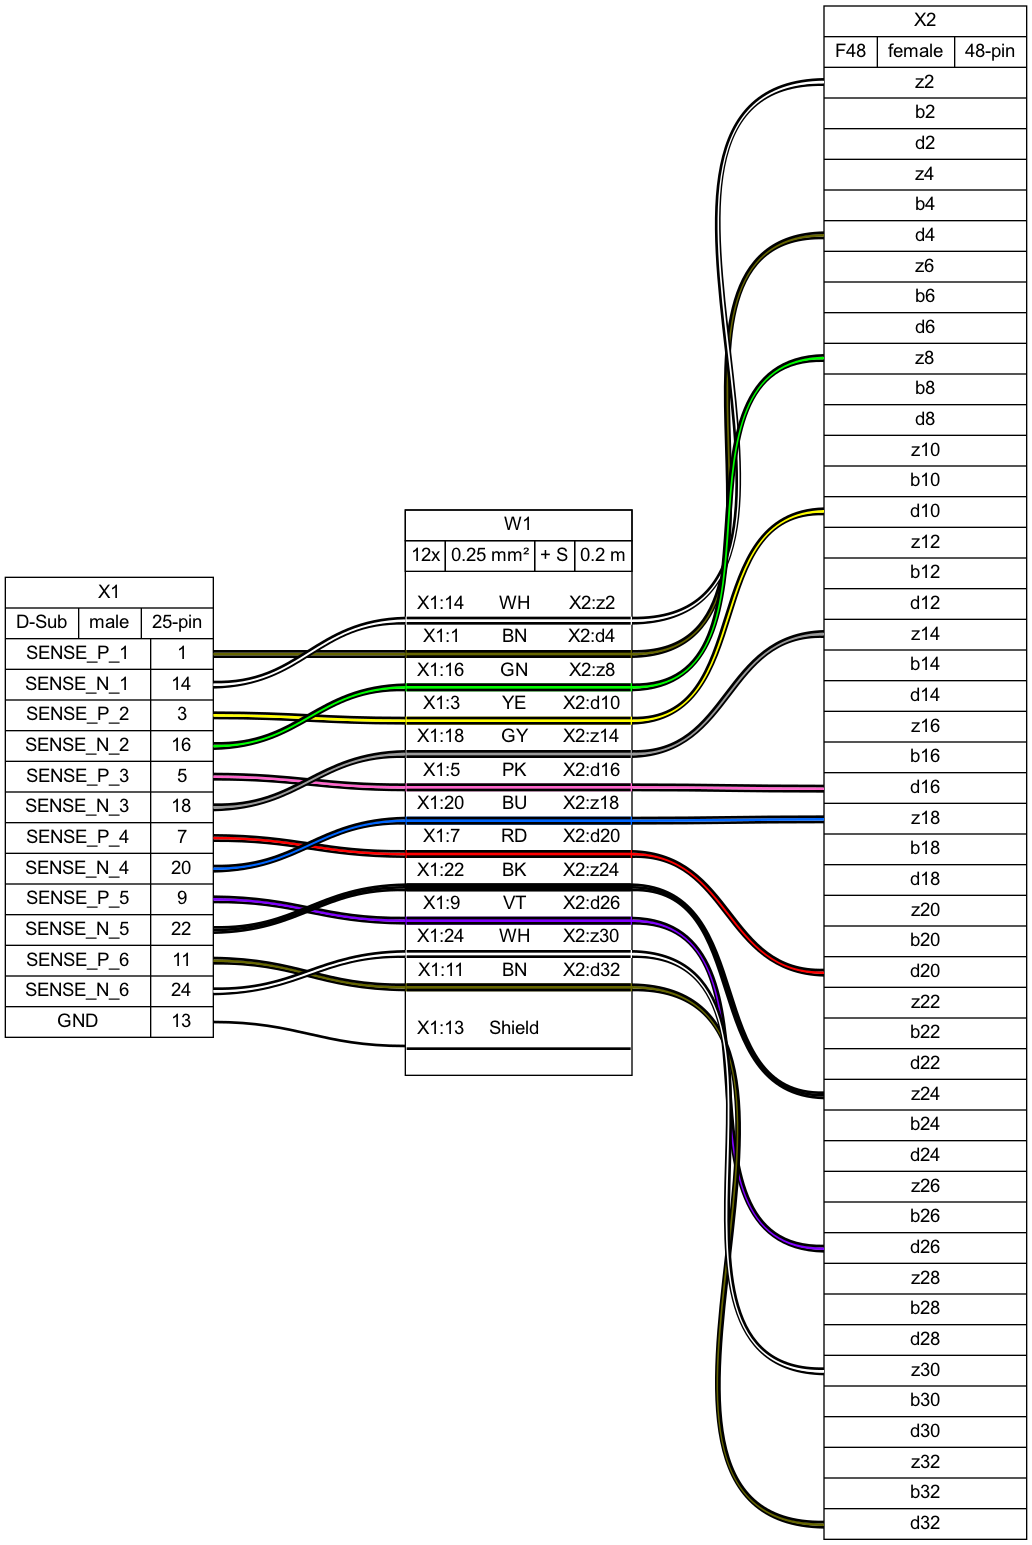 X1
D-Sub male 25-pin
SENSE_P_1 1
SENSE_N_1 14
SENSE_P_2 3
SENSE_N_2 16
SENSE_P_3 5
SENSE_N_3 18
SENSE_P_4 7
SENSE_N_4 20
SENSE_P_5 9
SENSE_N_5 22
SENSE_P_6 11
SENSE_N_6 24
GND 13
W1
12x 0.25 mm² + S 0.2 m
X1:14 WH X2:z2
X1:1 BN X2:d4
X1:16 GN X2:z8
X1:3 YE X2:d10
X1:18 GY X2:z14
X1:5 PK X2:d16
X1:20 BU X2:z18
X1:7 RD X2:d20
X1:22 BK X2:z24
X1:9 VT X2:d26
X1:24 WH X2:z30
X1:11 BN X2:d32
X1:13 Shield
X2
F48 female 48-pin
z2
b2
d2
z4
b4
d4
z6
b6
d6
z8
b8
d8
z10
b10
d10
z12
b12
d12
z14
b14
d14
z16
b16
d16
z18
b18
d18
z20
b20
d20
z22
b22
d22
z24
b24
d24
z26
b26
d26
z28
b28
d28
z30
b30
d30
z32
b32
d32